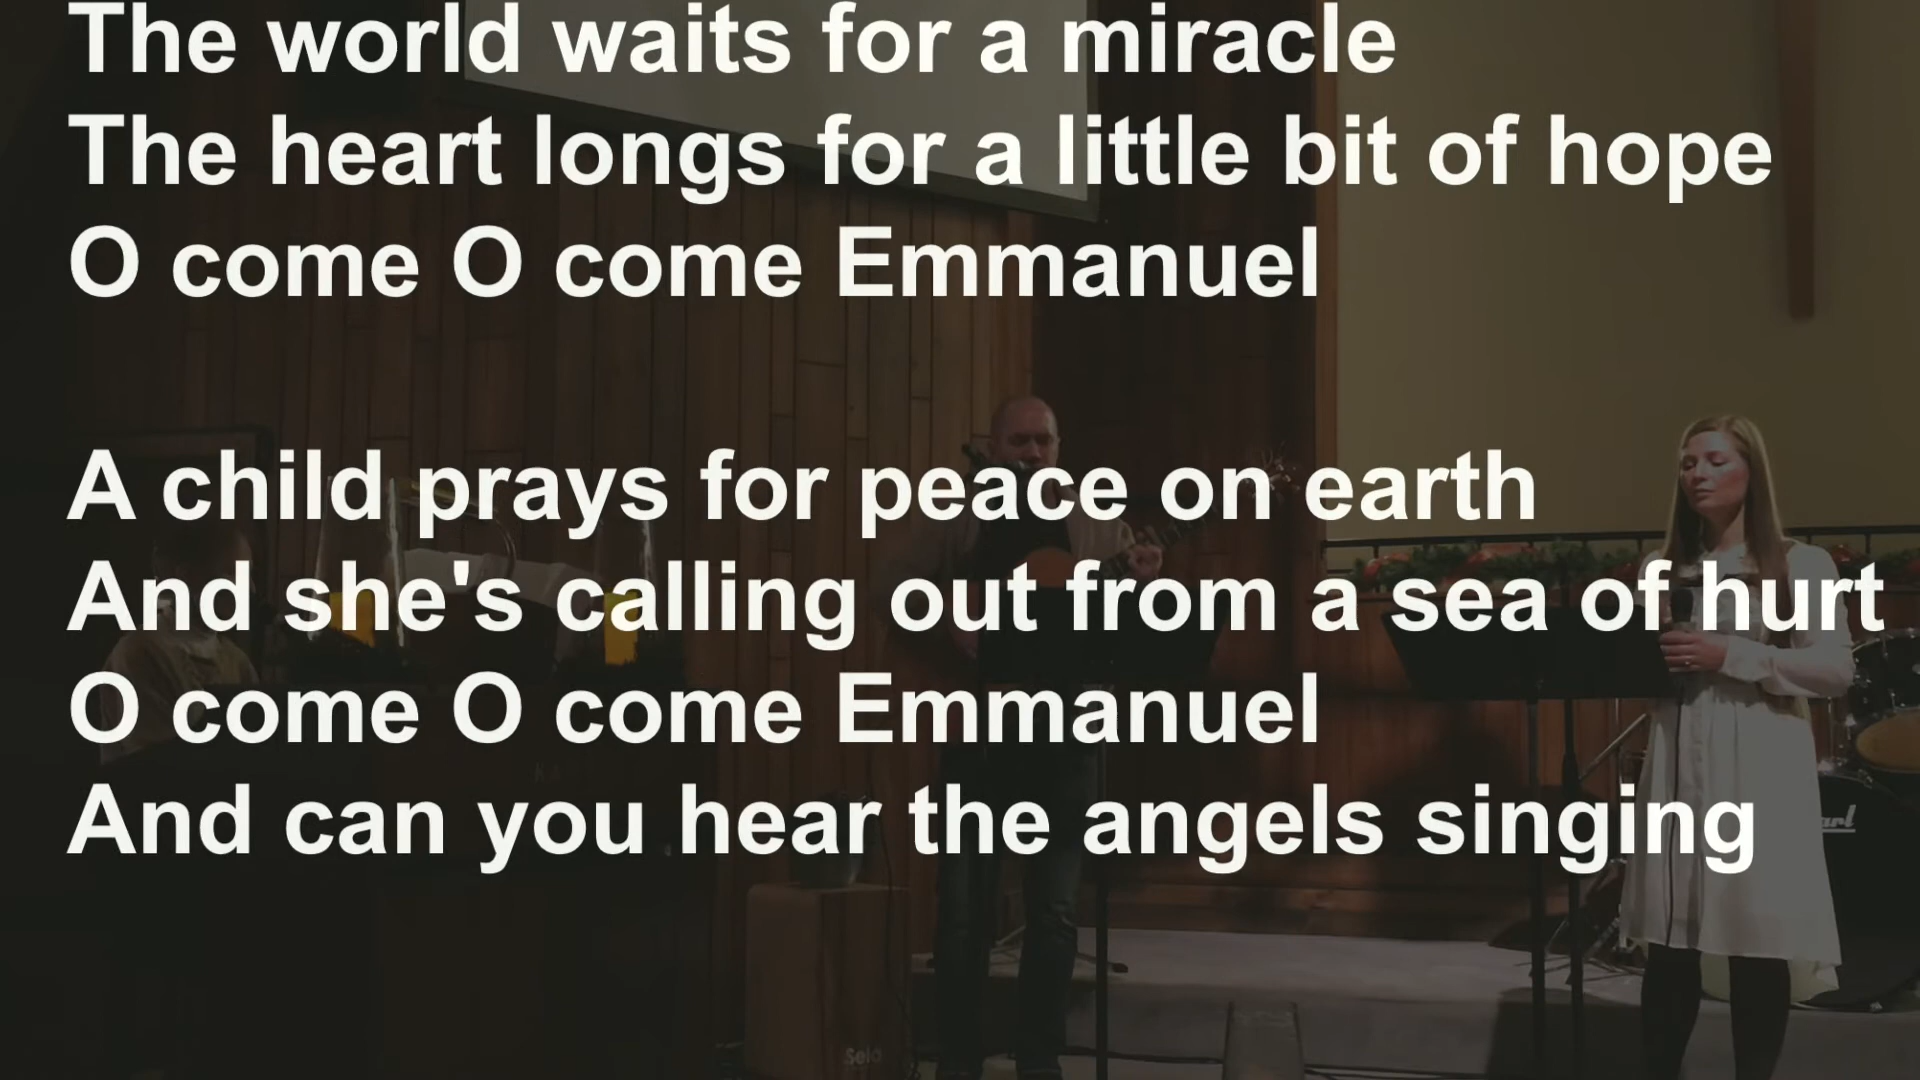 The world waits for a miracle
The heart longs for a little bit of hope
O come O come Emmanuel
A child prays for peace on earth
And she's calling out from a sea of hurt
O come O come Emmanuel
And can you hear the angels singing